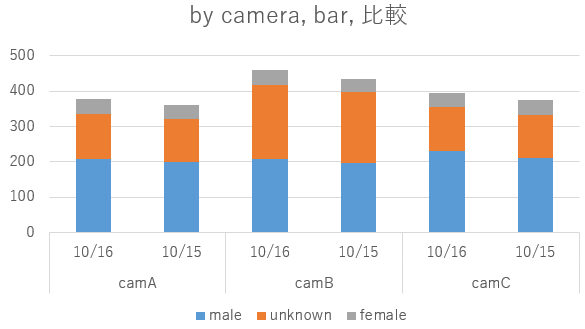 by camera, bar, 比較
500
400
300
200
100
0
10/16 10/15 10/16 10/15 10/16 10/15
camA camB camC
male unknown female